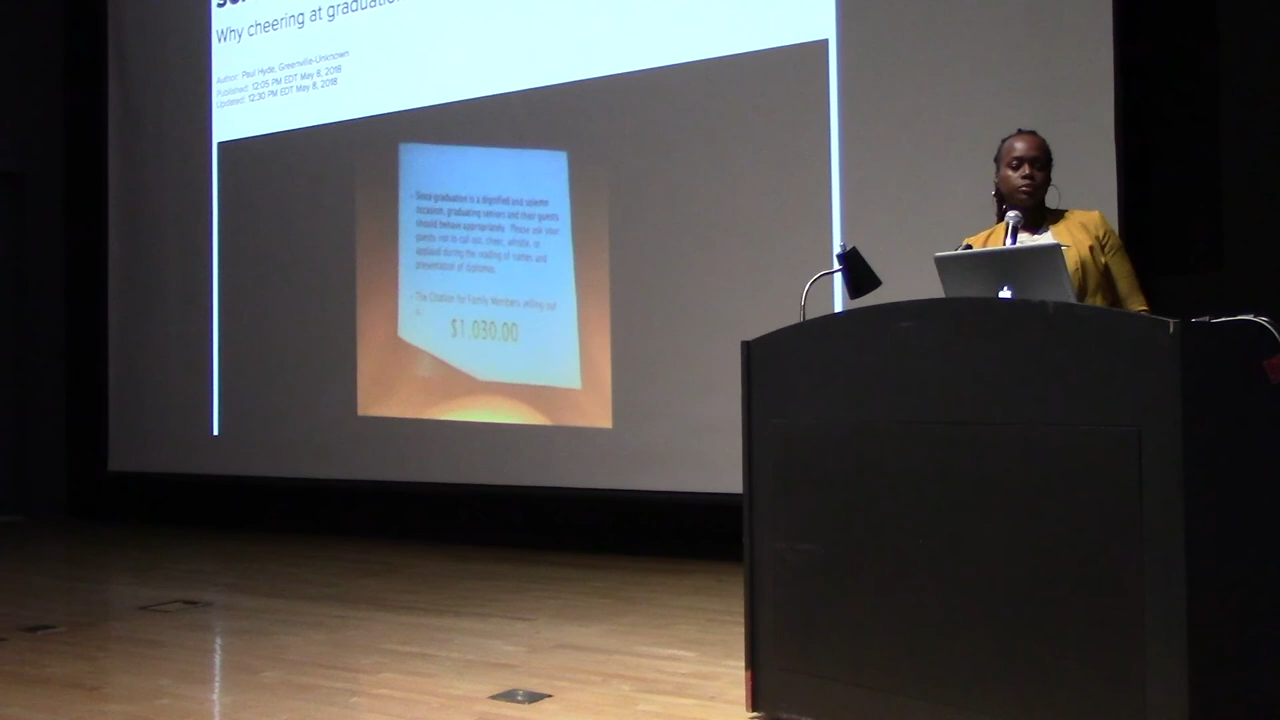 Why cheering at graduation
Author: Paul Hyde, Greenville-Unknown
Published: 12:05 PM EDT May 8, 2018
Updated: 12:30 PM EDT May 8, 2018
Since graduation is a dignified and solemn
occasion, graduating seniors and their guests
should behave appropriately. Please ask your
guests not to call out, cheer, whistle, or
applaud during the reading of names and
presentation of diplomas.
The Citation for Family Members yelling out
is
$1,030.00